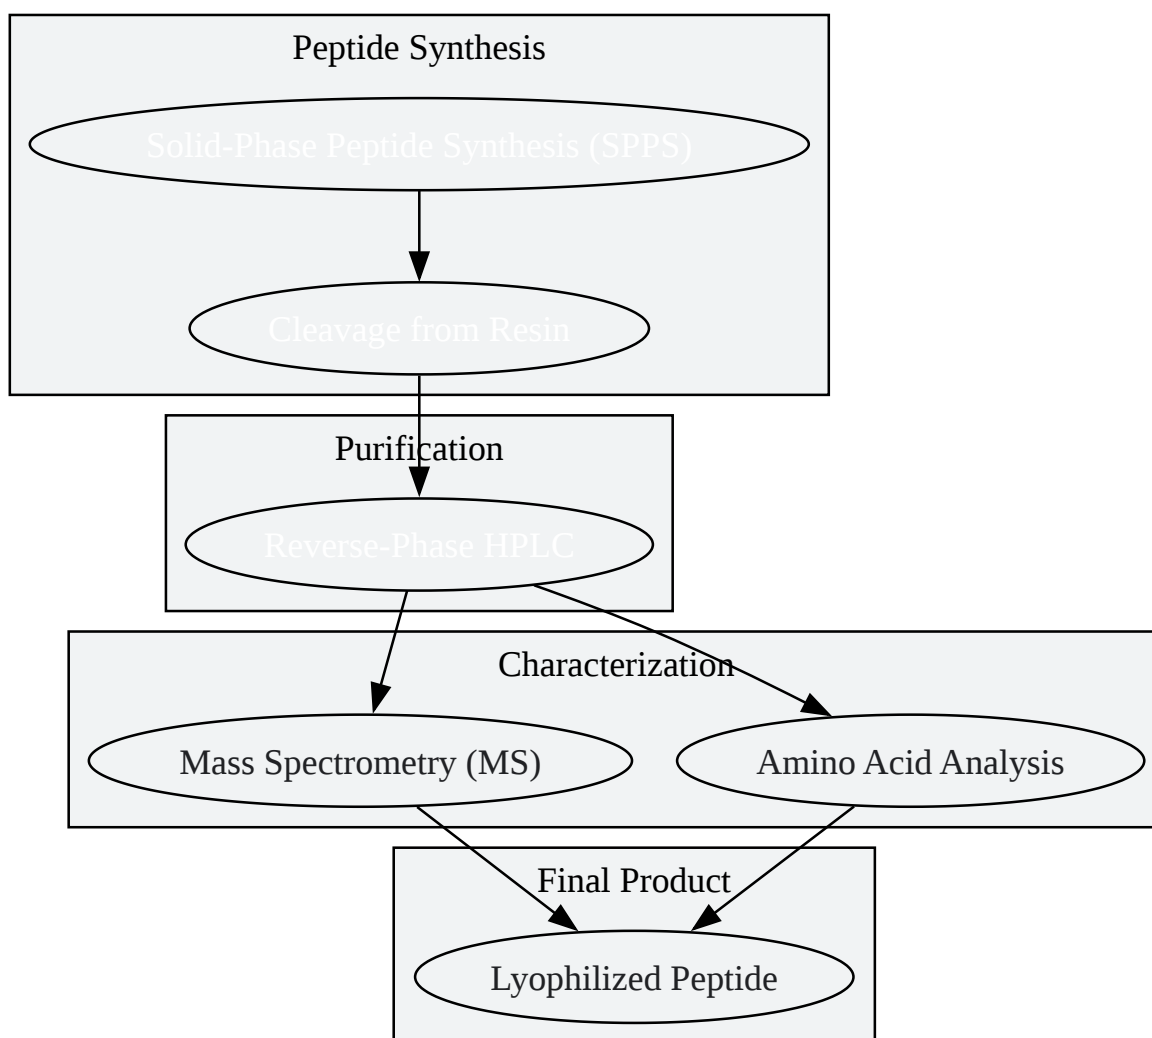 Peptide Synthesis
Solid-Phase Peptide Synthesis (SPPS)
Cleavage from Resin
Purification
Reverse-Phase HPLC
Characterization
Mass Spectrometry (MS)
Amino Acid Analysis
Final Product
Lyophilized Peptide